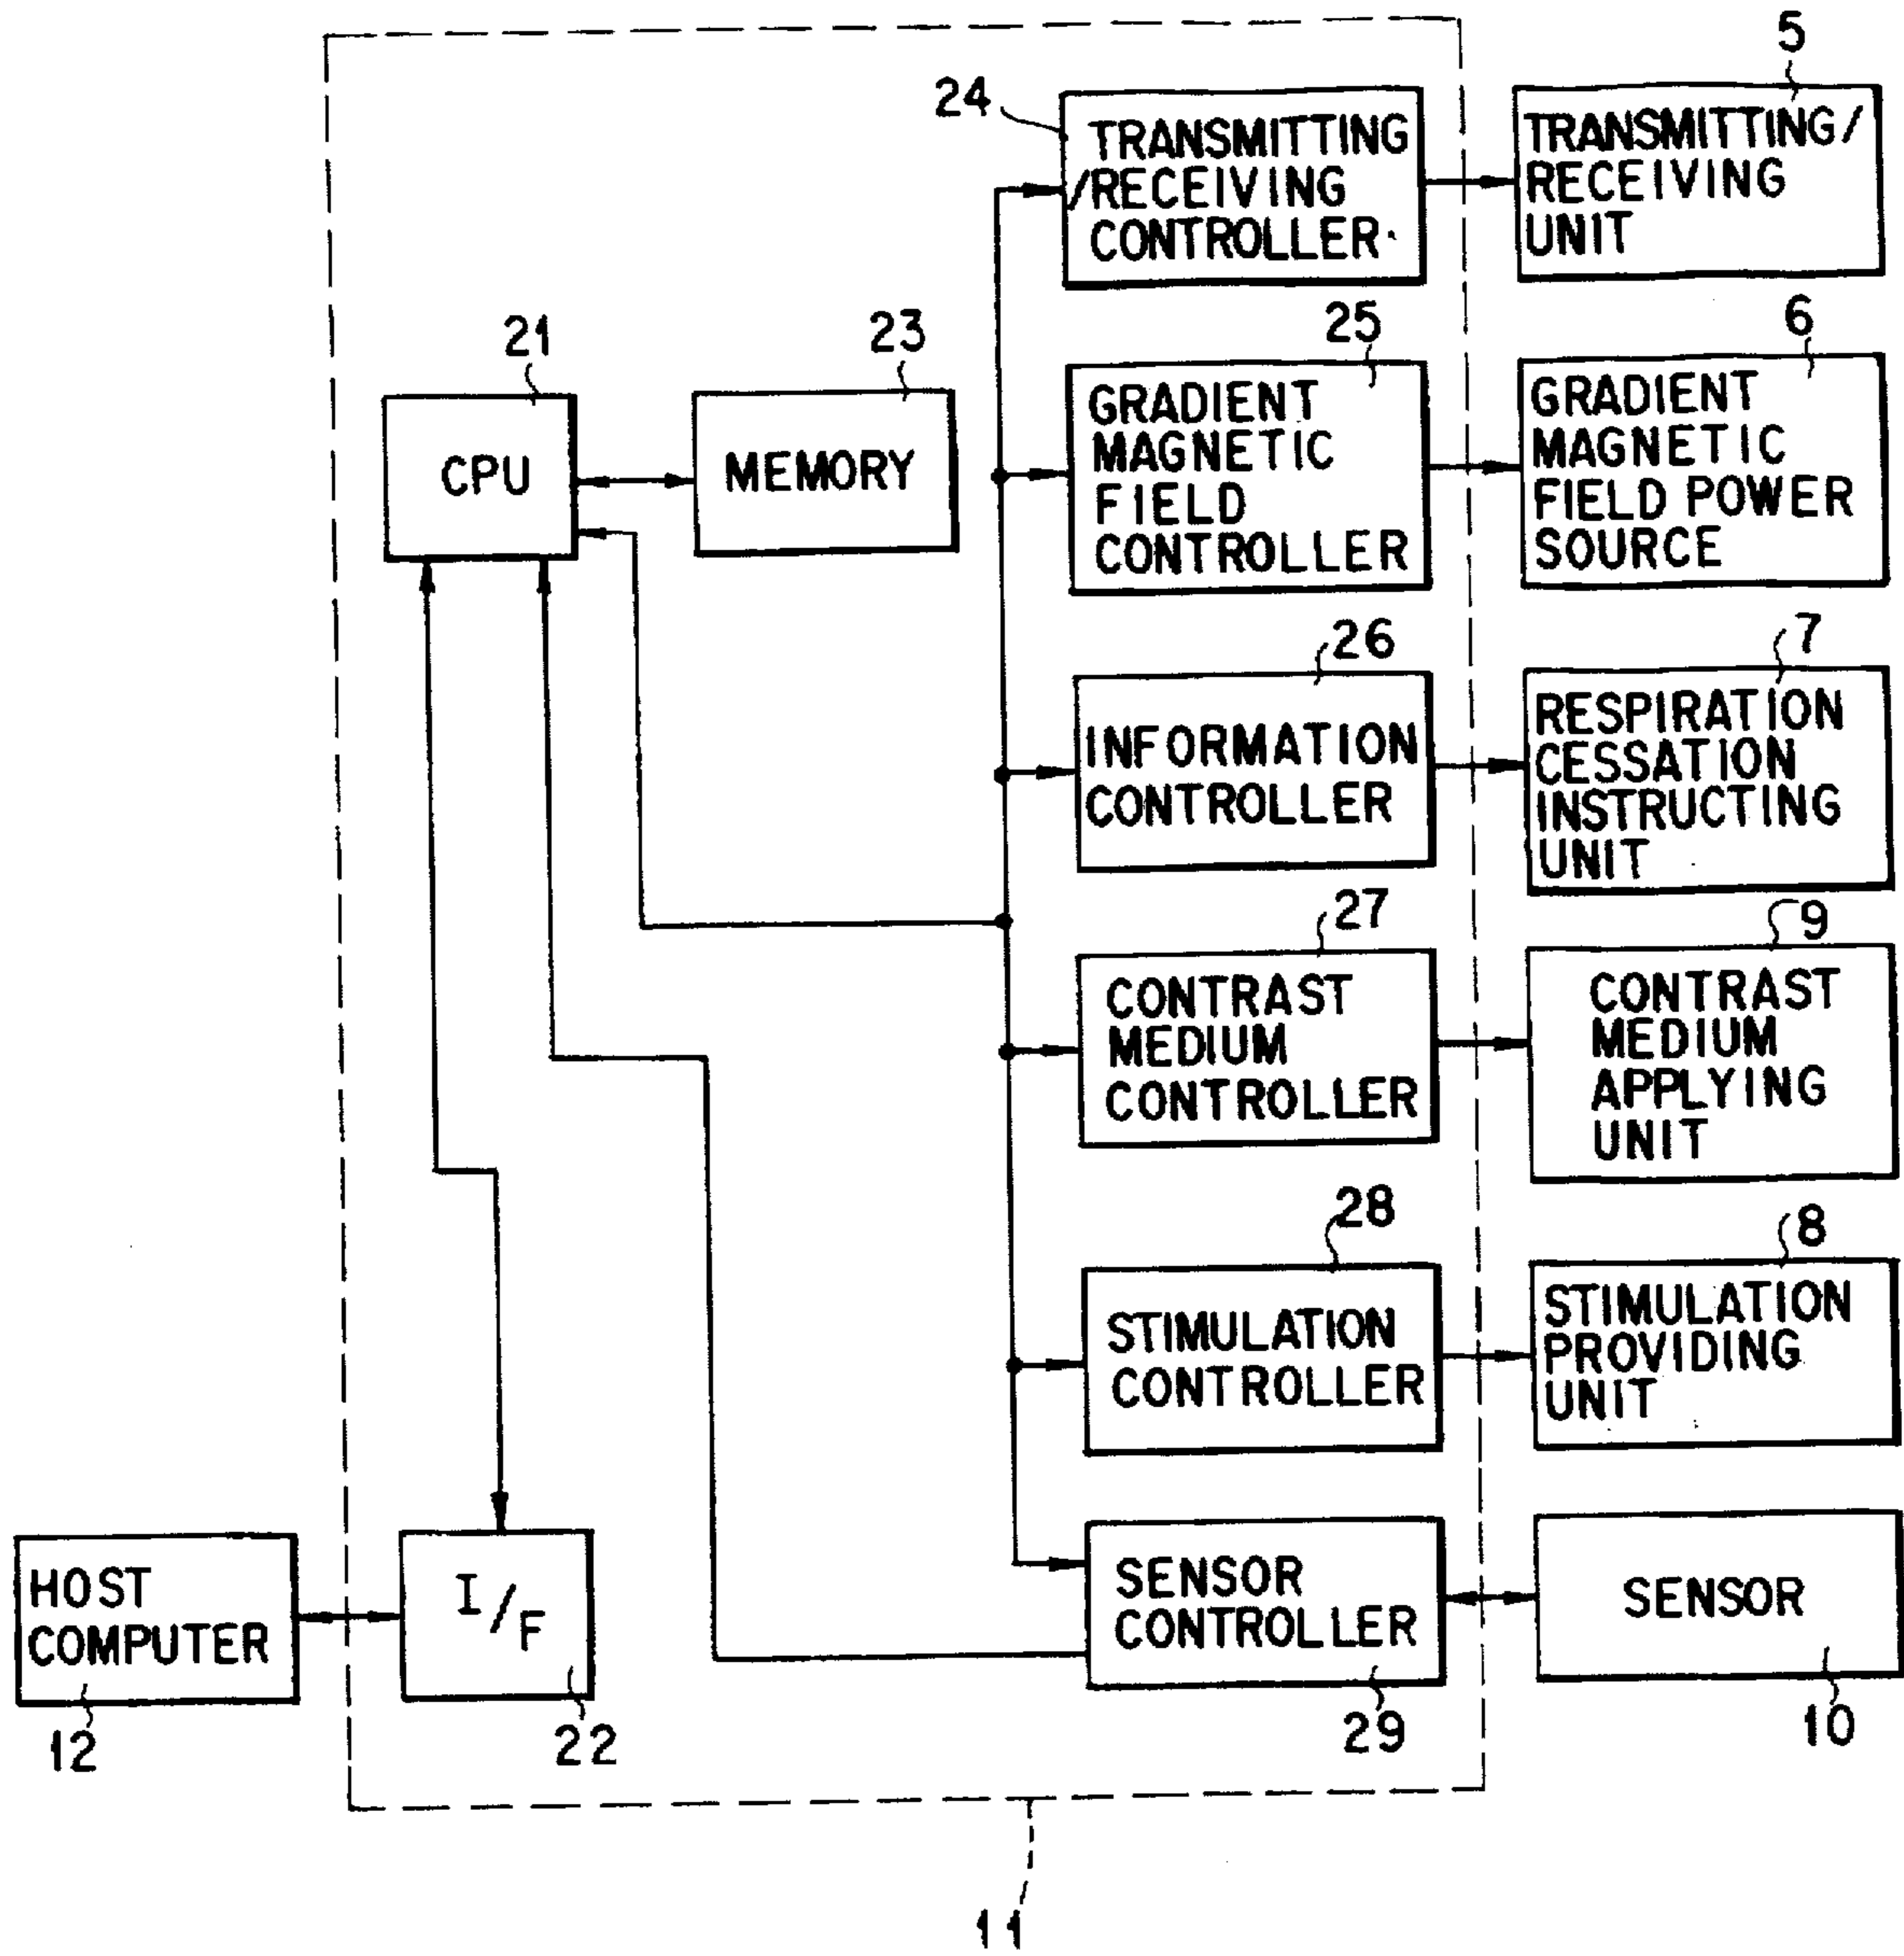 5
24
TRANSMITTING
/RECEIVING
CONTROLLER
TRANSMITTING/
RECEIVING
UNIT
21
23
25
6
CPU
MEMORY
GRADIENT
MAGNETIC
FIELD
CONTROLLER
GRADIENT
MAGNETIC
FIELD POWER
SOURCE
26
7
INFORMATION
CONTROLLER
RESPIRATION
CESSATION
INSTRUCTING
UNIT
27
9
CONTRAST
MEDIUM
CONTROLLER
CONTRAST
MEDIUM
APPLYING
UNIT
28
8
STIMULATION
CONTROLLER
STIMULATION
PROVIDING
UNIT
HOST
COMPUTER
I/F
SENSOR
CONTROLLER
SENSOR
12
22
29
10
11